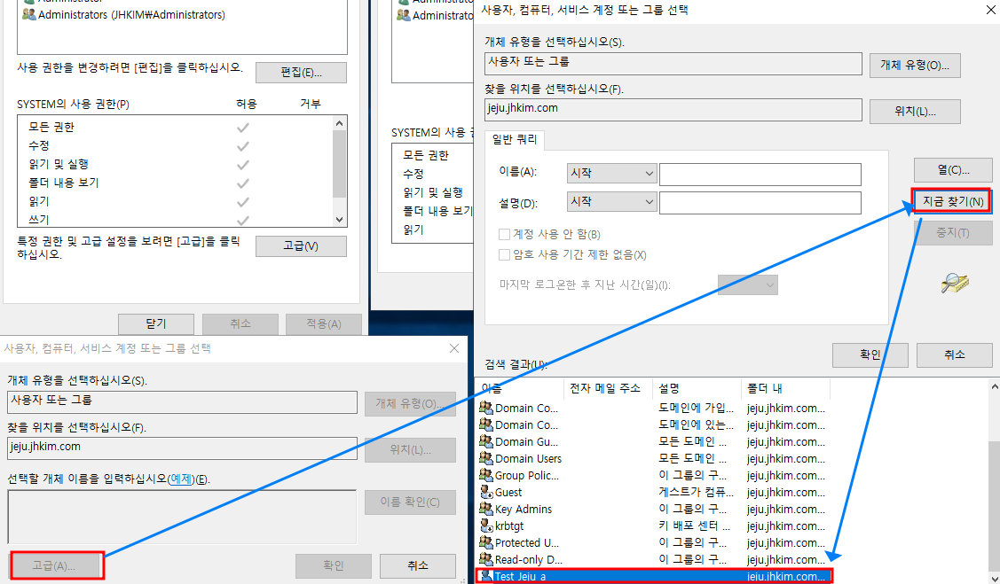 Administrator
Administrators (JHKIM₩Administrators)
사용 권한을 변경하려면 [편집]을 클릭하십시오.
편집(E)...
SYSTEM의 사용 권한(P)
허용
거부
모든 권한
수정
읽기 및 실행
폴더 내용 보기
읽기
쓰기
특정 권한 및 고급 설정을 보려면 [고급]을 클릭
하십시오.
고급(V)
닫기
취소
적용(A)
Administrato
Administrato
SYSTEM의 사용 권
모든 권한
수정
읽기 및 실행
폴더 내용 보기
읽기
사용자, 컴퓨터, 서비스 계정 또는 그룹 선택
개체 유형을 선택하십시오(S).
사용자 또는 그룹
개체 유형(O)...
찾을 위치를 선택하십시오(F).
jeju.jhkim.com
위치(L)...
선택할 개체 이름을 입력하십시오(예제)(E).
이름 확인(C)
고급(A)...
확인
취소
사용자, 컴퓨터, 서비스 계정 또는 그룹 선택
개체 유형을 선택하십시오(S).
사용자 또는 그룹
개체 유형(O)...
찾을 위치를 선택하십시오(F).
jeju.jhkim.com
위치(L)...
일반 쿼리
이름(A):
시작
설명(D):
시작
계정 사용 안 함(B)
암호 사용 기간 제한 없음(X)
마지막 로그온한 후 지난 시간(일)(I):
열(C)...
지금 찾기(N)
중지(T)
확인
취소
검색 결과(U):
이름 전자 메일 주소 설명 폴더 내
Domain Co... 도메인에 가입... jeju.jhkim.com...
Domain Co... 도메인에 있는... jeju.jhkim.com...
Domain Gu... 모든 도메인 ... jeju.jhkim.com...
Domain Users 모든 도메인 ... jeju.jhkim.com...
Group Polic... 이 그룹의 구... jeju.jhkim.com...
Guest 게스트가 컴퓨... jeju.jhkim.com...
Key Admins 이 그룹의 구... jeju.jhkim.com...
krbtgt 키 배포 센터 ... jeju.jhkim.com...
Protected U... 이 그룹의 구... jeju.jhkim.com...
Read-only D... 이 그룹의 구... jeju.jhkim.com...
Test Jeju a jeju.jhkim.com...